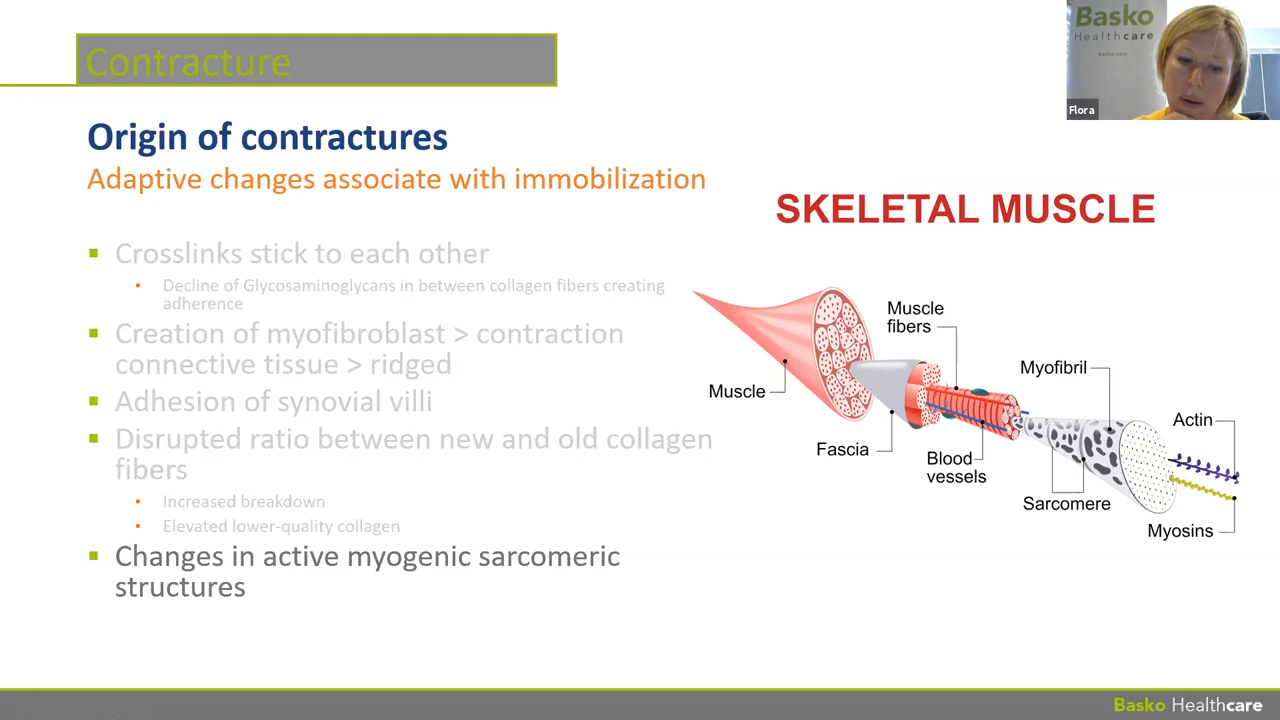 Contracture
Basko
Healthcare
basko.com
Flora
Origin of contractures
Adaptive changes associate with immobilization
Crosslinks stick to each other
Decline of Glycosaminoglycans in between collagen fibers creating
adherence
Creation of myofibroblast > contraction
connective tissue > ridged
Adhesion of synovial villi
Disrupted ratio between new and old collagen
fibers
Increased breakdown
Elevated lower-quality collagen
Changes in active myogenic sarcomeric
structures
SKELETAL MUSCLE
Muscle
fibers
Myofibril
Muscle
Actin
Fascia
Blood
vessels
Sarcomere
Myosins
Basko Healthcare